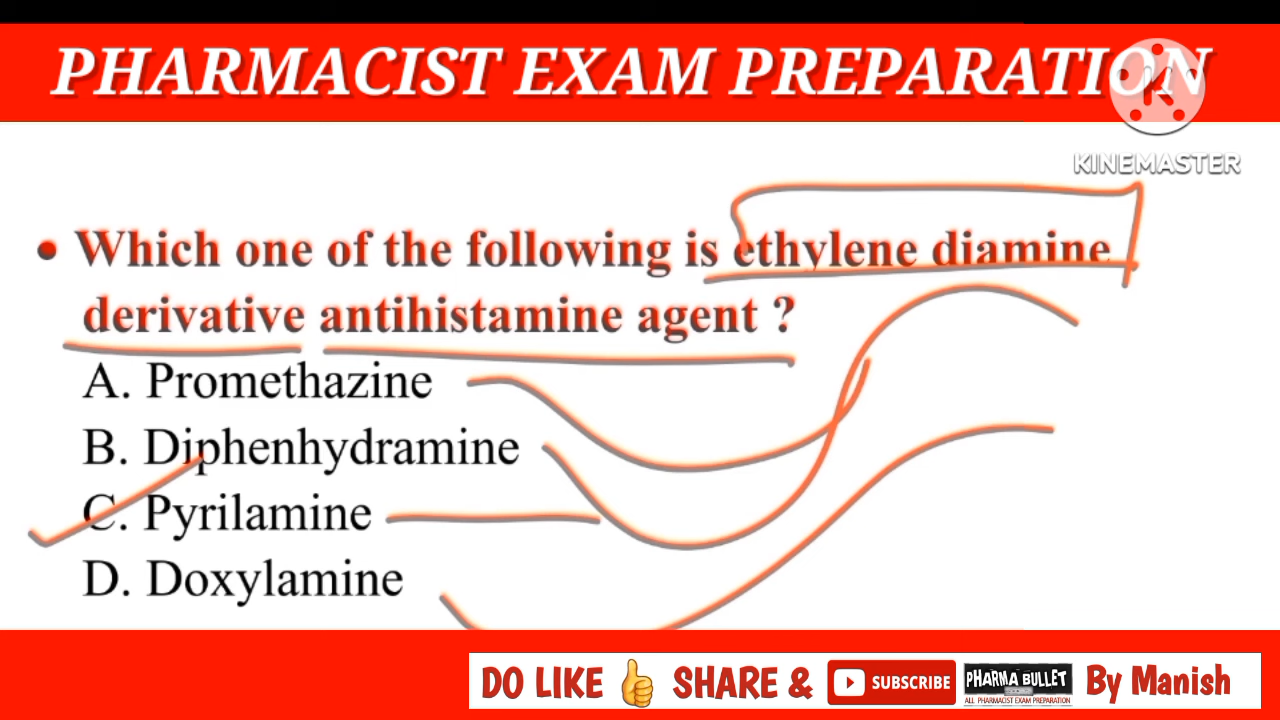 PHARMACIST EXAM PREPARATION
KINEMASTER
• Which one of the following is ethylene diamine
derivative antihistamine agent ?
A. Promethazine
B. Diphenhydramine
C. Pyrilamine
D. Doxylamine
DO LIKE 👍 SHARE & SUBSCRIBE PHARMA BULLET By Manish
ALL PHARMACIST EXAM PREPARATION